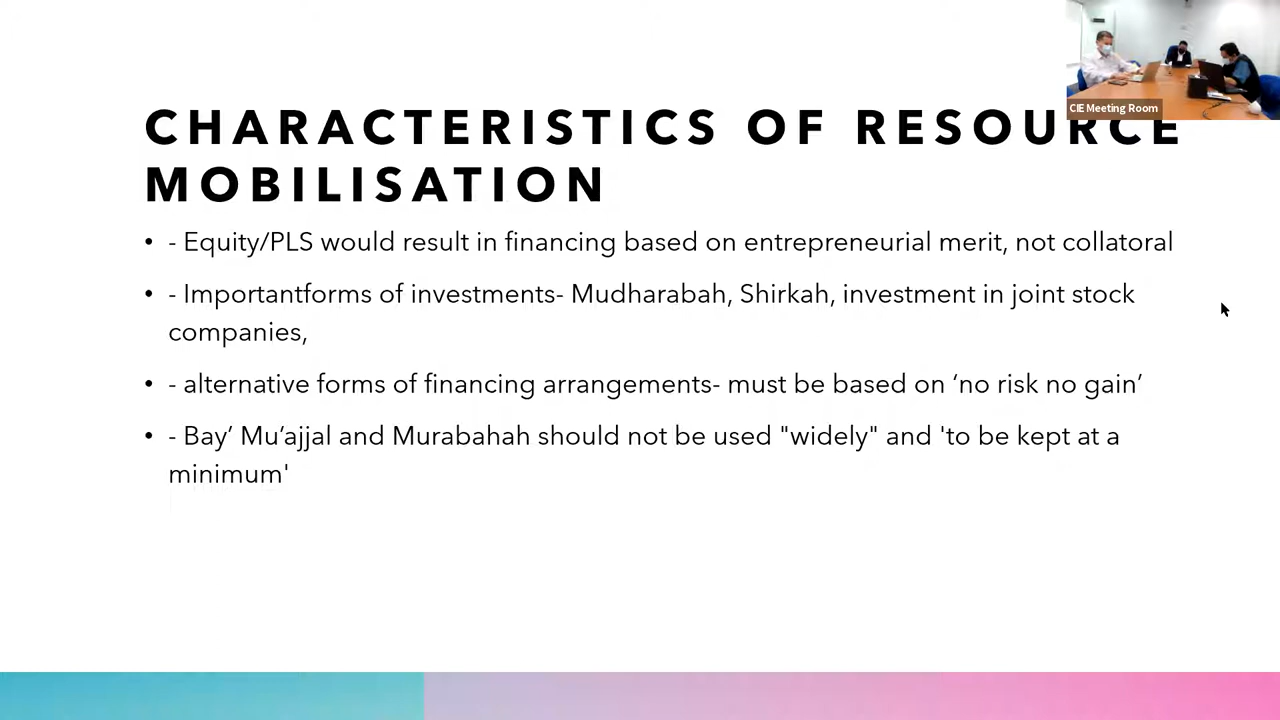 CIE Meeting Room
CHARACTERISTICS OF RESOURCE
MOBILISATION
• - Equity/PLS would result in financing based on entrepreneurial merit, not collatoral
• - Importantforms of investments- Mudharabah, Shirkah, investment in joint stock
companies,
• - alternative forms of financing arrangements- must be based on ‘no risk no gain’
• - Bay’ Mu’ajjal and Murabahah should not be used "widely" and 'to be kept at a
minimum'